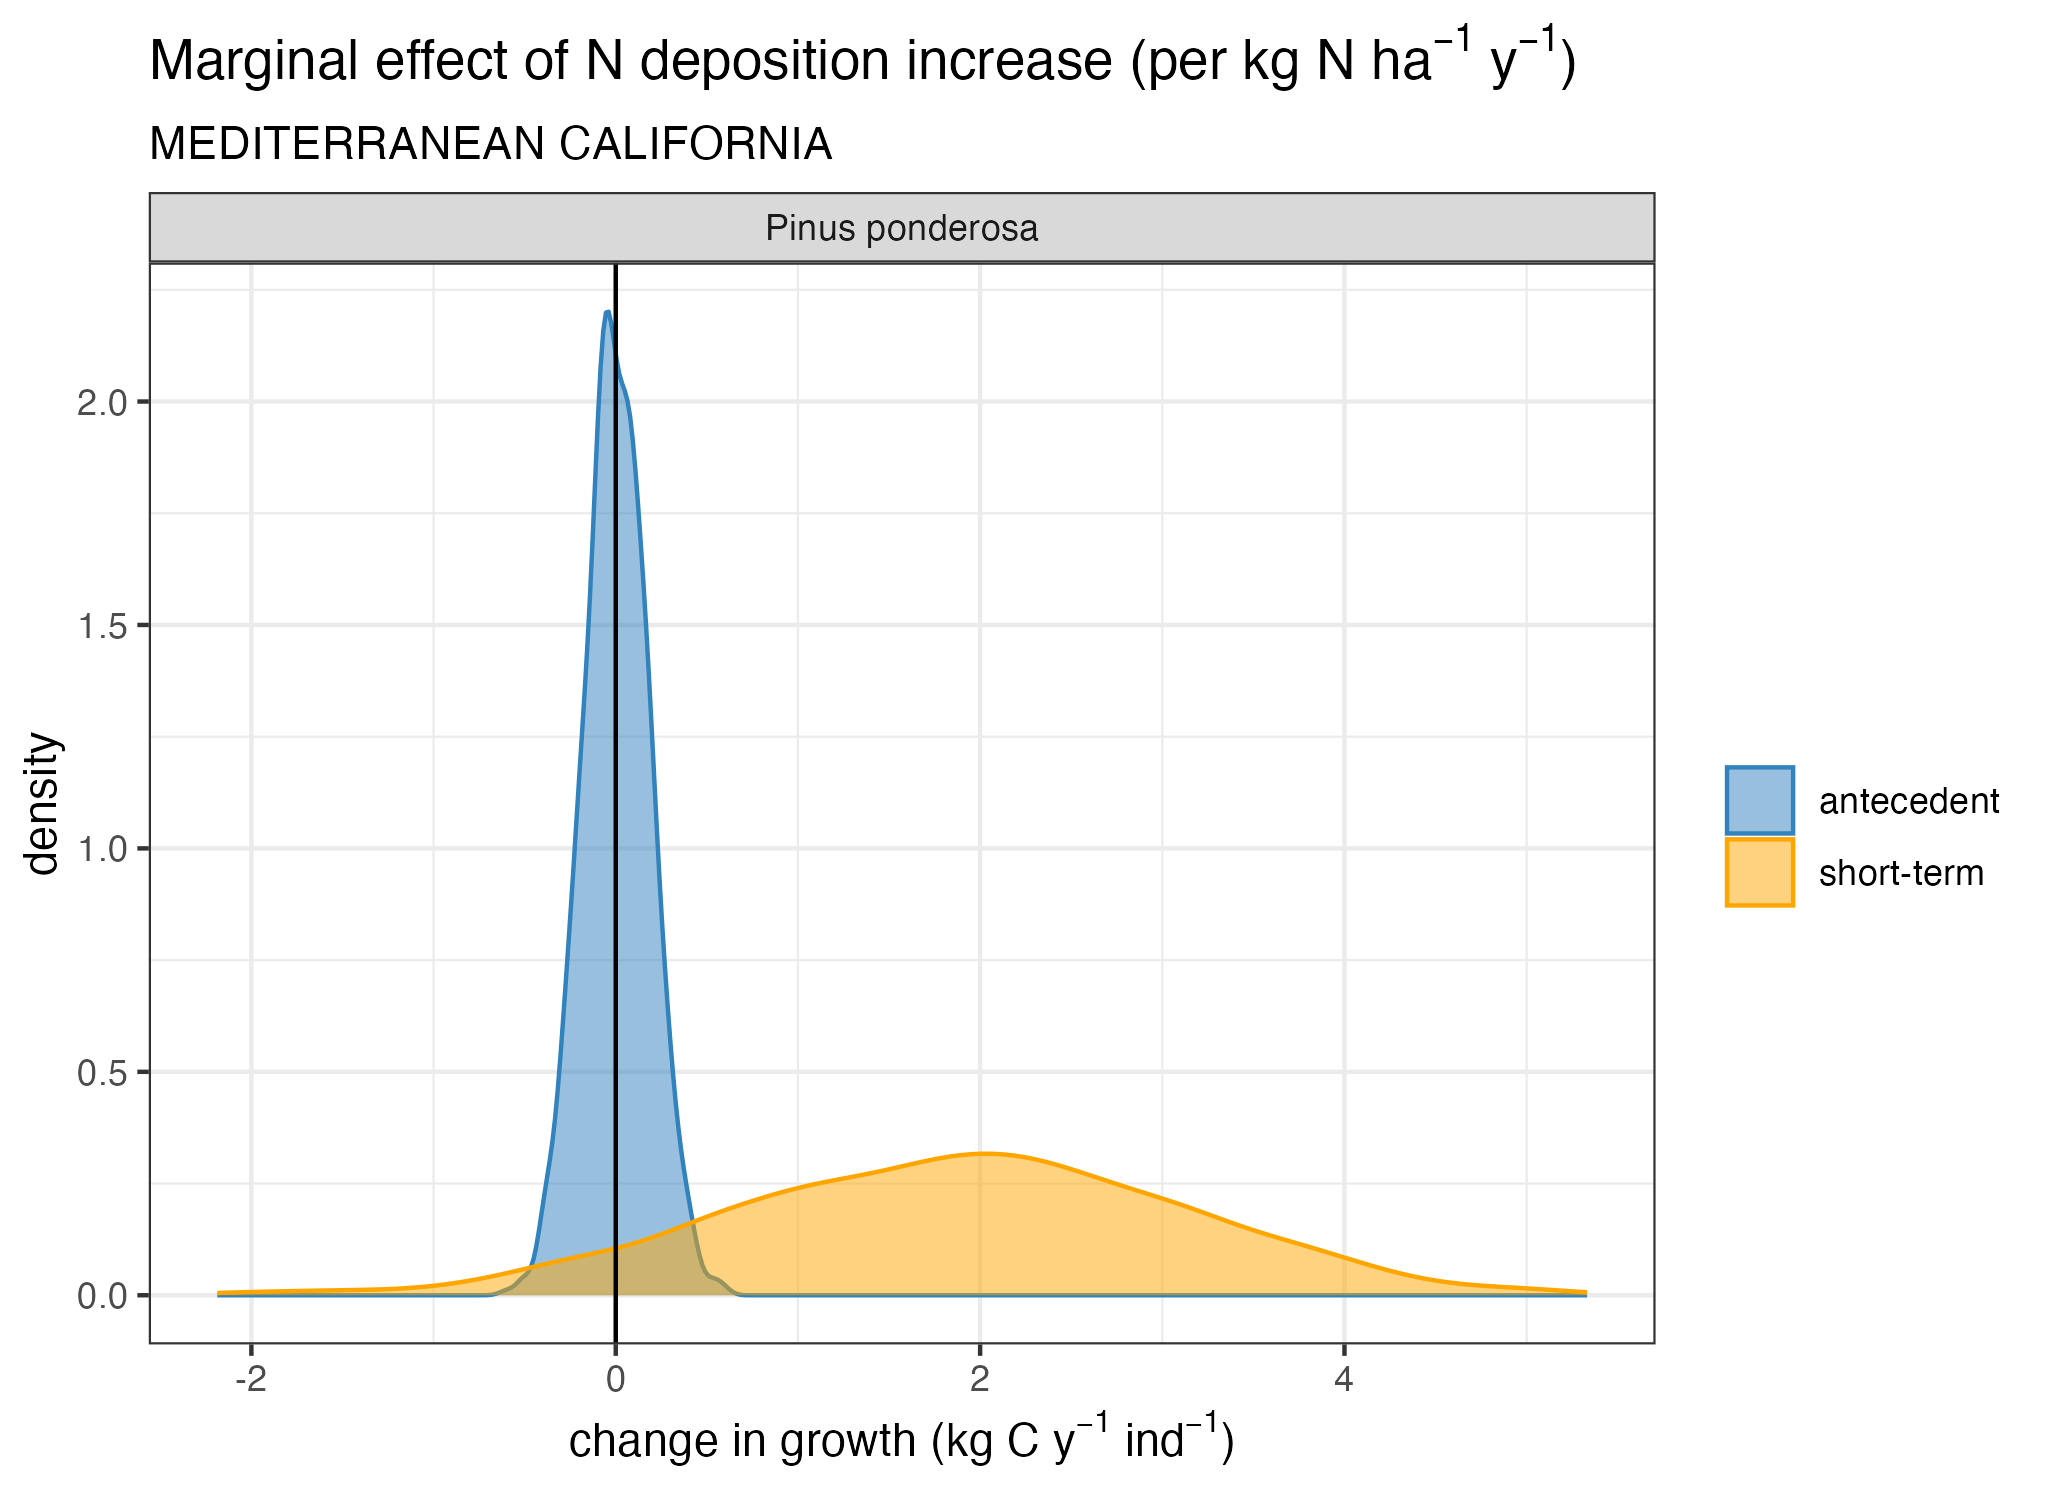 Marginal effect of N deposition increase (per kg N ha⁻¹ y⁻¹)
MEDITERRANEAN CALIFORNIA
Pinus ponderosa
density
2.0
1.5
1.0
0.5
0.0
-2 0 2 4
change in growth (kg C y⁻¹ ind⁻¹)
antecedent
short-term